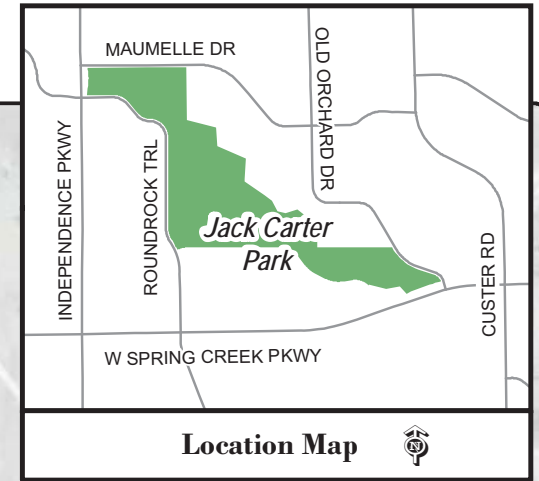 MAUMELLE DR
OLD ORCHARD DR
INDEPENDENCE PKWY
ROUNDROCK TRL
Jack Carter
Park
CUSTER RD
W SPRING CREEK PKWY
Location Map
N